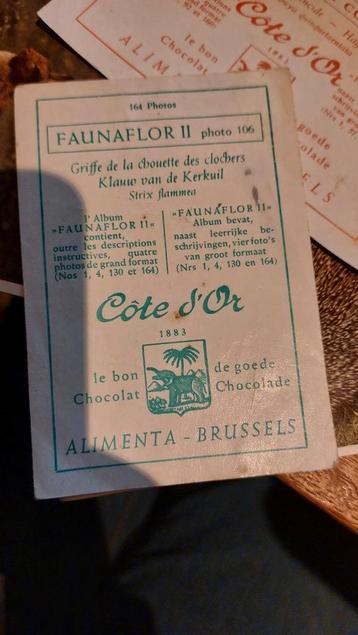 164 Photos
FAUNAFLOR II photo 106
Griffe de la chouette des clochers
Klauw van de Kerkuil
Strix flammea
l' Album
»FAUNAFLOR II«
contient,
outre les descriptions
instructives, quatre
photos de grand format
(Nos 1, 4, 130 et 164)
»FAUNAFLOR II«
Album bevat,
naast leerrijke be-
schrijvingen, vier foto's
van groot formaat
(Nrs 1, 4, 130 en 164)
Côte d'Or
1883
le bon
Chocolat
de goede
Chocolade
ALIMENTA - BRUSSELS
Côte d'Or
le bon
Chocolat
de goede
Chocolade